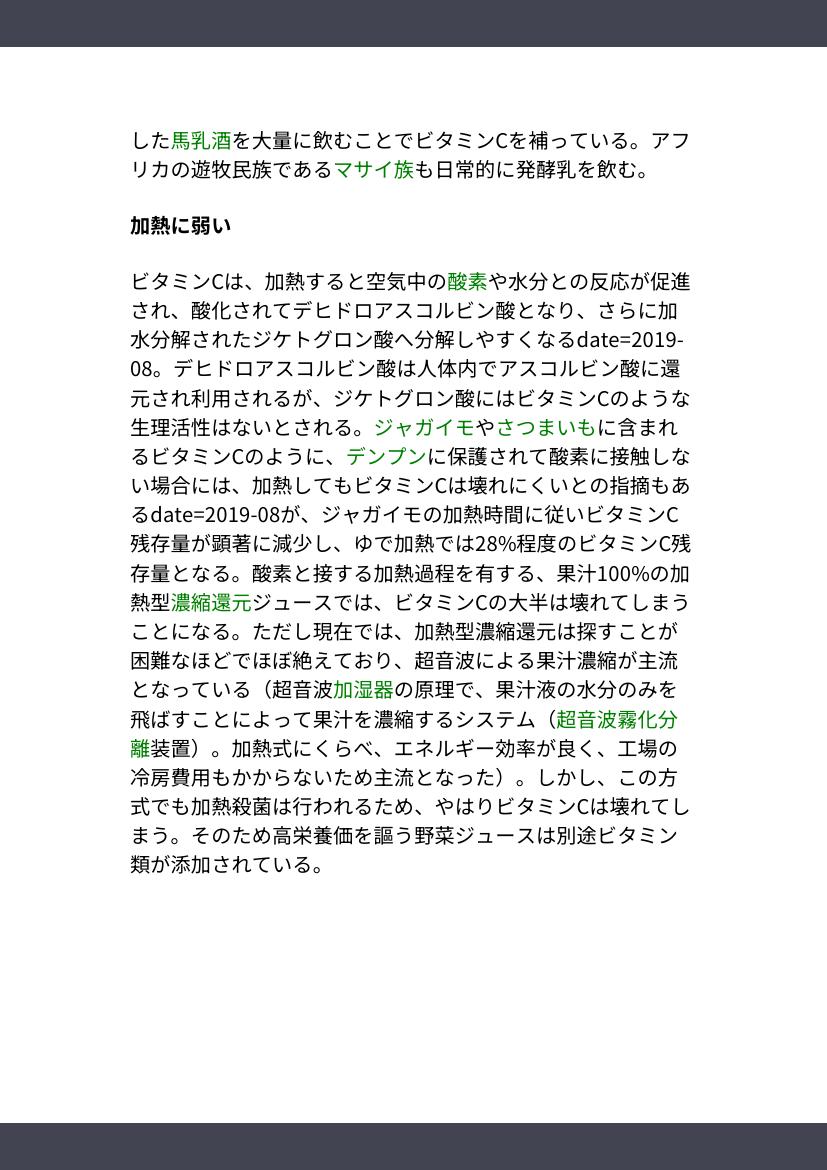 した馬乳酒を大量に飲むことでビタミンCを補っている。アフ
リカの遊牧民族であるマサイ族も日常的に発酵乳を飲む。
加熱に弱い
ビタミンCは、加熱すると空気中の酸素や水分との反応が促進
され、酸化されてデヒドロアスコルビン酸となり、さらに加
水分解されたジケトグロン酸へ分解しやすくなるdate=2019-
08。デヒドロアスコルビン酸は人体内でアスコルビン酸に還
元され利用されるが、ジケトグロン酸にはビタミンCのような
生理活性はないとされる。ジャガイモやさつまいもに含まれ
るビタミンCのように、デンプンに保護されて酸素に接触しな
い場合には、加熱してもビタミンCは壊れにくいとの指摘もあ
るdate=2019-08が、ジャガイモの加熱時間に従いビタミンC
残存量が顕著に減少し、ゆで加熱では28%程度のビタミンC残
存量となる。酸素と接する加熱過程を有する、果汁100%の加
熱型濃縮還元ジュースでは、ビタミンCの大半は壊れてしまう
ことになる。ただし現在では、加熱型濃縮還元は探すことが
困難なほどでほぼ絶えており、超音波による果汁濃縮が主流
となっている（超音波加湿器の原理で、果汁液の水分のみを
飛ばすことによって果汁を濃縮するシステム（超音波霧化分
離装置）。加熱式にくらべ、エネルギー効率が良く、工場の
冷房費用もかからないため主流となった）。しかし、この方
式でも加熱殺菌は行われるため、やはりビタミンCは壊れてし
まう。そのため高栄養価を謳う野菜ジュースは別途ビタミン
類が添加されている。